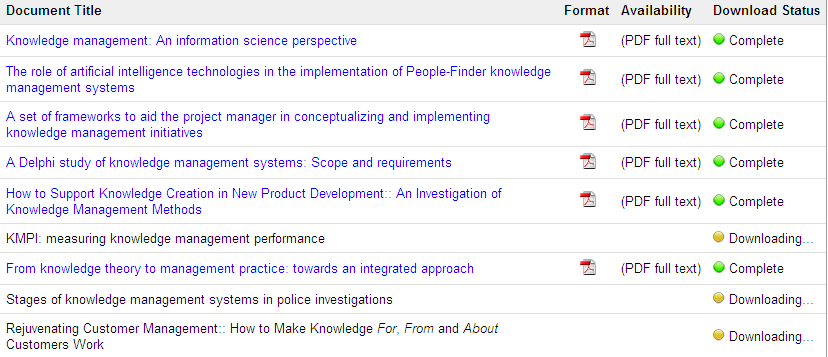 Document Title Format Availability Download Status
Knowledge management: An information science perspective (PDF full text) Complete
The role of artificial intelligence technologies in the implementation of People-Finder knowledge
management systems (PDF full text) Complete
A set of frameworks to aid the project manager in conceptualizing and implementing
knowledge management initiatives (PDF full text) Complete
A Delphi study of knowledge management systems: Scope and requirements (PDF full text) Complete
How to Support Knowledge Creation in New Product Development:: An Investigation of
Knowledge Management Methods (PDF full text) Complete
KMPI: measuring knowledge management performance Downloading...
From knowledge theory to management practice: towards an integrated approach (PDF full text) Complete
Stages of knowledge management systems in police investigations Downloading...
Rejuvenating Customer Management:: How to Make Knowledge For, From and About
Customers Work Downloading...